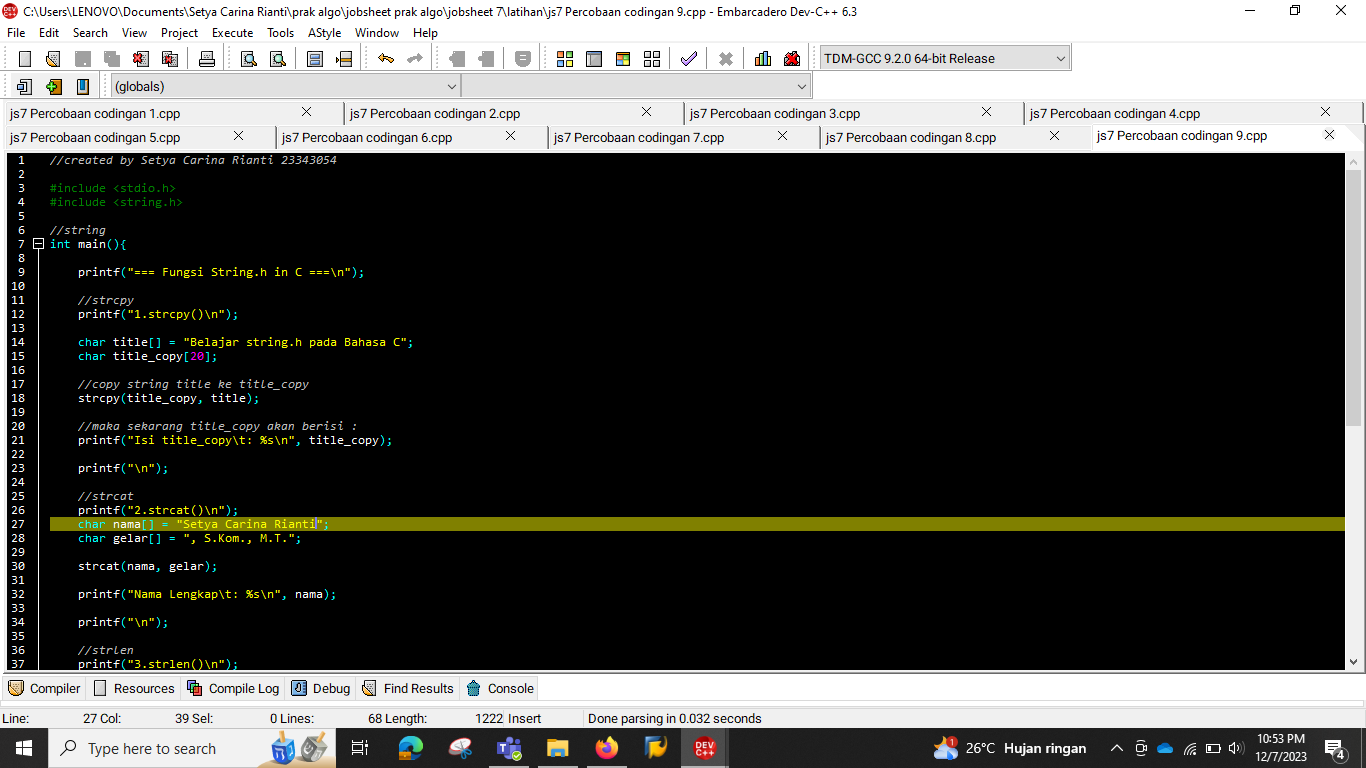 C:\Users\LENOVO\Documents\Setya Carina Rianti\prak algo\jobsheet prak algo\jobsheet 7\latihan\js7 Percobaan codingan 9.cpp - Embarcadero Dev-C++ 6.3
File Edit Search View Project Execute Tools AStyle Window Help
TDM-GCC 9.2.0 64-bit Release
(globals)
js7 Percobaan codingan 1.cpp js7 Percobaan codingan 2.cpp js7 Percobaan codingan 3.cpp js7 Percobaan codingan 4.cpp
js7 Percobaan codingan 5.cpp js7 Percobaan codingan 6.cpp js7 Percobaan codingan 7.cpp js7 Percobaan codingan 8.cpp js7 Percobaan codingan 9.cpp
1 //created by Setya Carina Rianti 23343054
2
3 #include <stdio.h>
4 #include <string.h>
5
6 //string
7 int main(){
8
9 printf("=== Fungsi String.h in C ===\n");
10
11 //strcpy
12 printf("1.strcpy()\n");
13
14 char title[] = "Belajar string.h pada Bahasa C";
15 char title_copy[20];
16
17 //copy string title ke title_copy
18 strcpy(title_copy, title);
19
20 //maka sekarang title_copy akan berisi :
21 printf("Isi title_copy\t: %s\n", title_copy);
22
23 printf("\n");
24
25 //strcat
26 printf("2.strcat()\n");
27 char nama[] = "Setya Carina Rianti";
28 char gelar[] = ", S.Kom., M.T.";
29
30 strcat(nama, gelar);
31
32 printf("Nama Lengkap\t: %s\n", nama);
33
34 printf("\n");
35
36 //strlen
37 printf("3.strlen()\n");
Compiler Resources Compile Log Debug Find Results Console
Line: 27 Col: 39 Sel: 0 Lines: 68 Length: 1222 Insert Done parsing in 0.032 seconds
Type here to search
DEV C++
1
26°C Hujan ringan
10:53 PM
12/7/2023
4